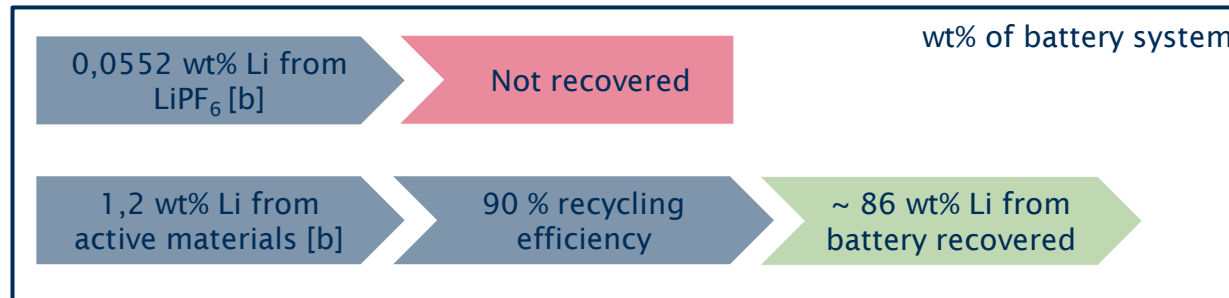 wt% of battery system
0,0552 wt% Li from
LiPF₆ [b]
Not recovered
1,2 wt% Li from
active materials [b]
90 % recycling
efficiency
~ 86 wt% Li from
battery recovered